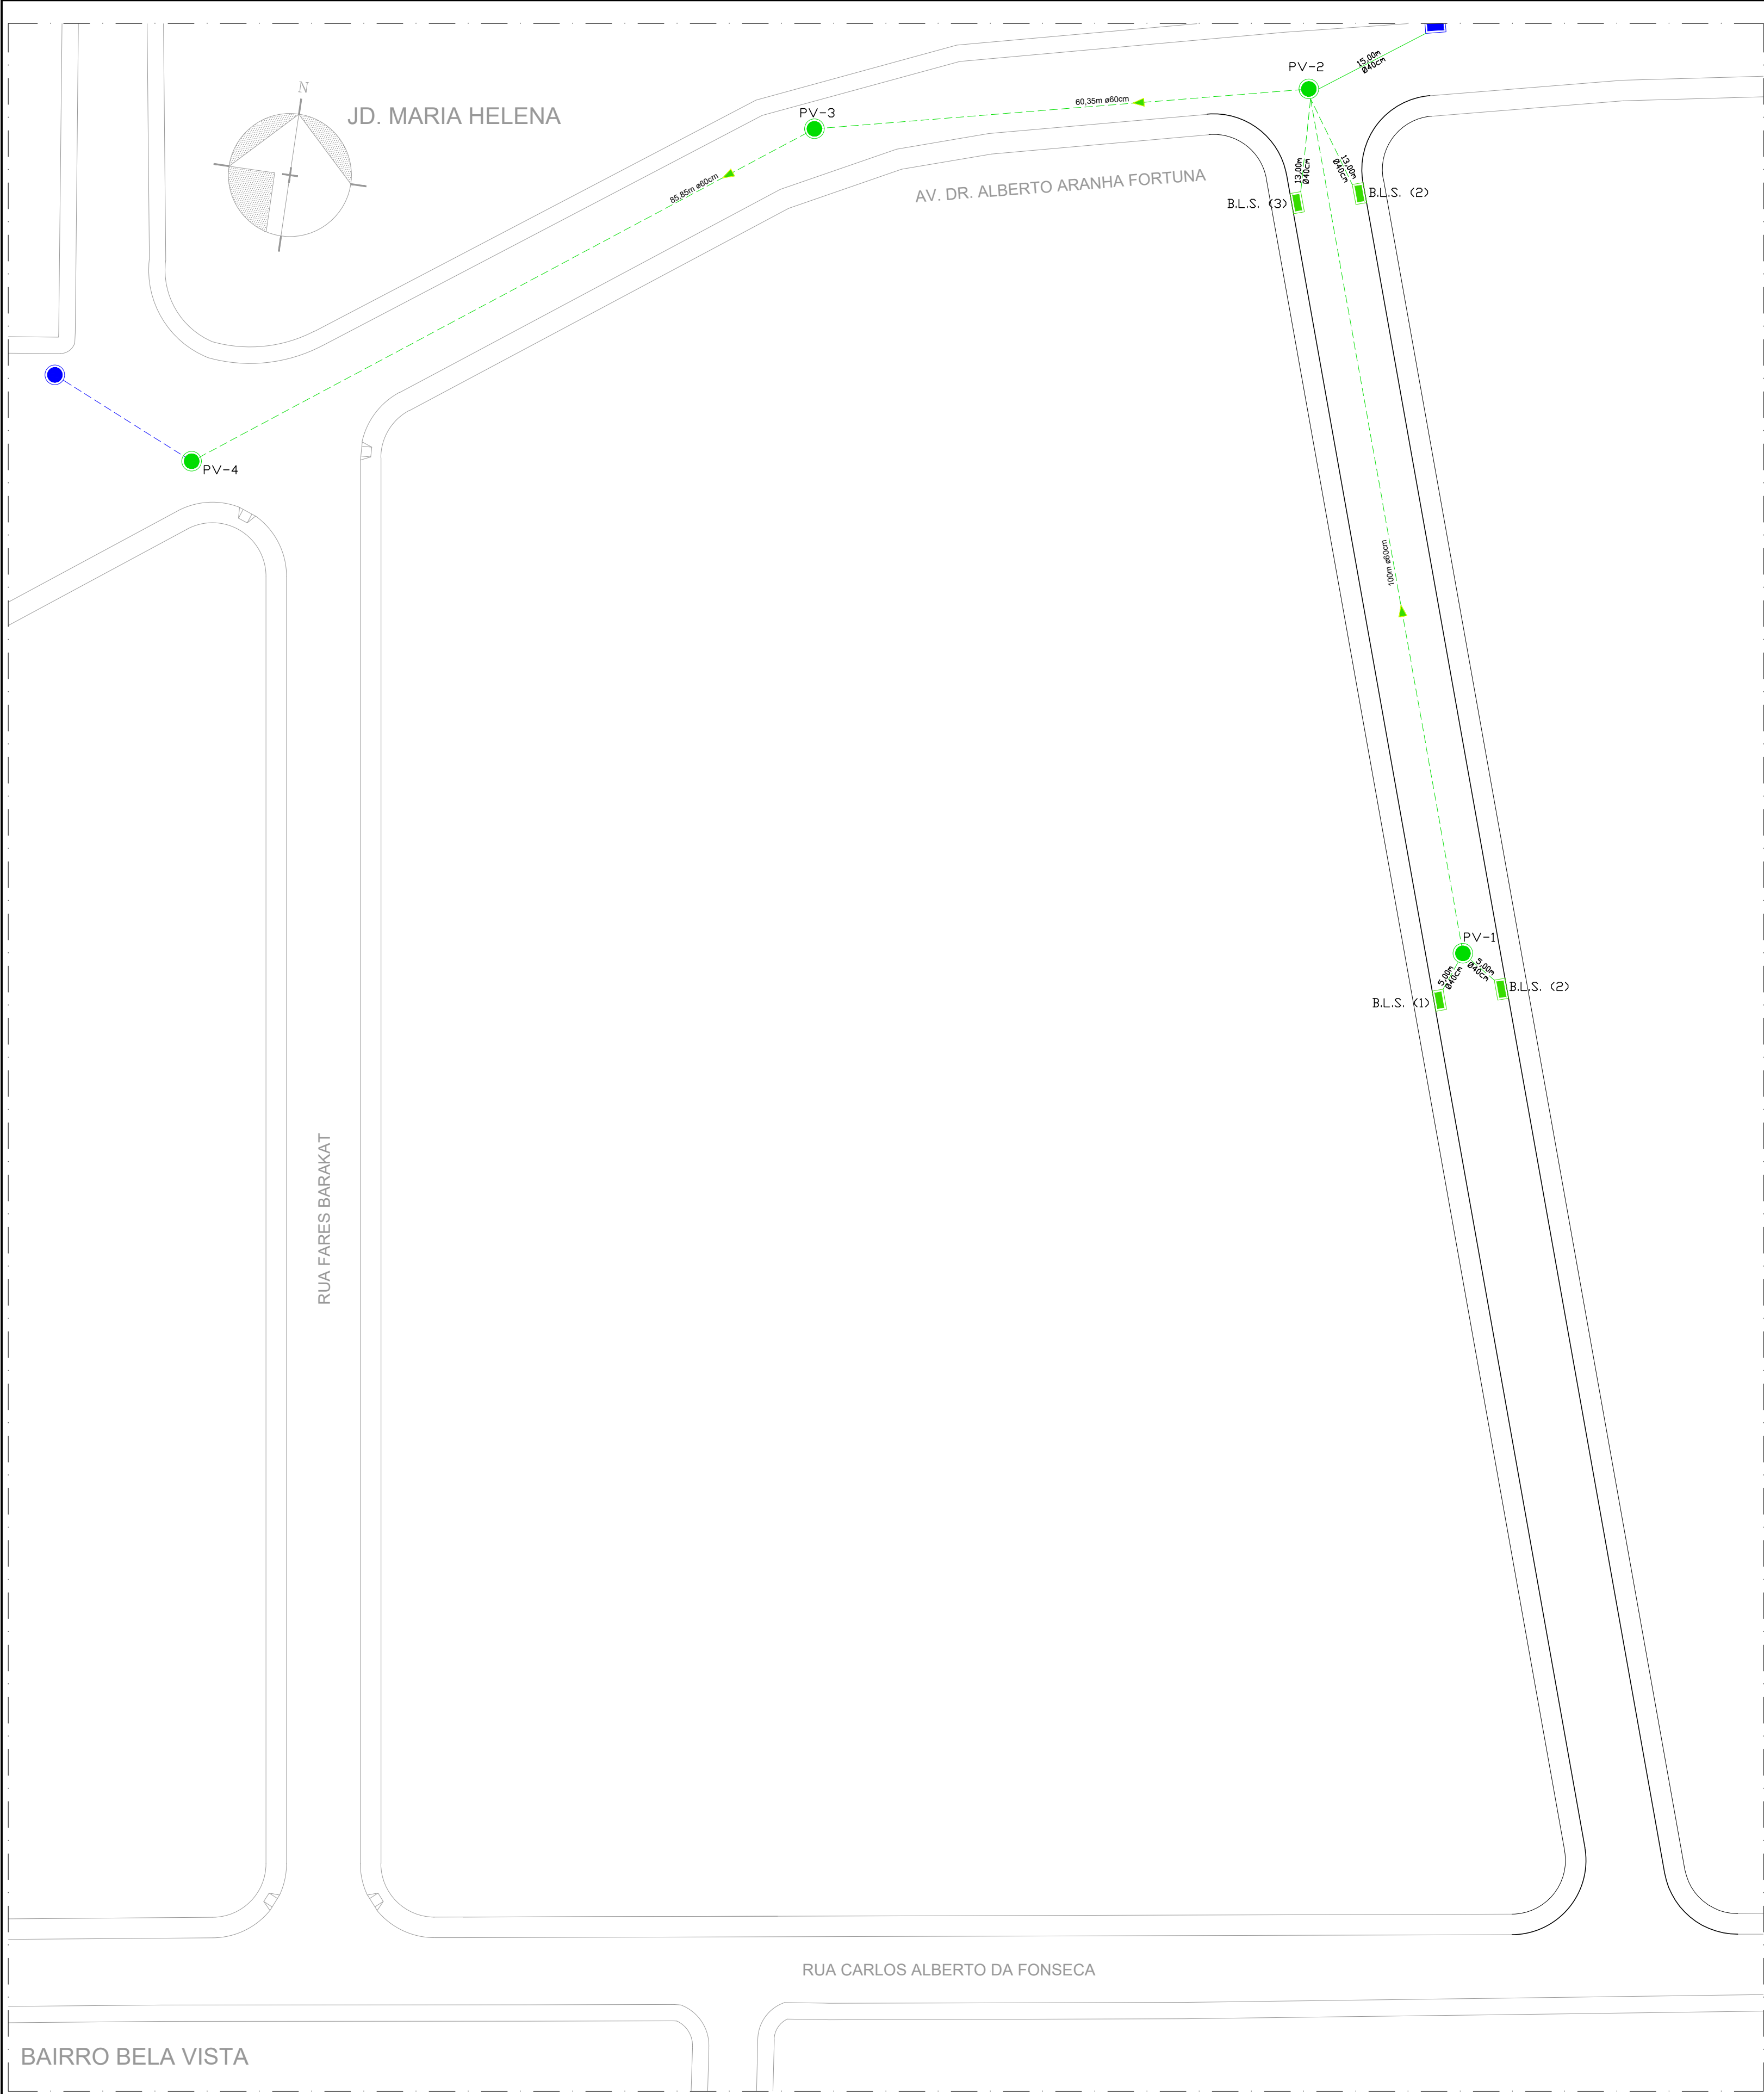 15,00m
Ø40cm
PV-2
N
JD. MARIA HELENA
60,35m ø60cm
PV-3
13,00m
Ø40cm
13,00m
Ø40cm
85,85m ø60cm
AV. DR. ALBERTO ARANHA FORTUNA
B.L.S. (3)
B.L.S. (2)
PV-4
100m ø60cm
PV-1
5,00m
Ø40cm
5,00m
Ø40cm
B.L.S. (1)
B.L.S. (2)
RUA FARES BARAKAT
RUA CARLOS ALBERTO DA FONSECA
BAIRRO BELA VISTA